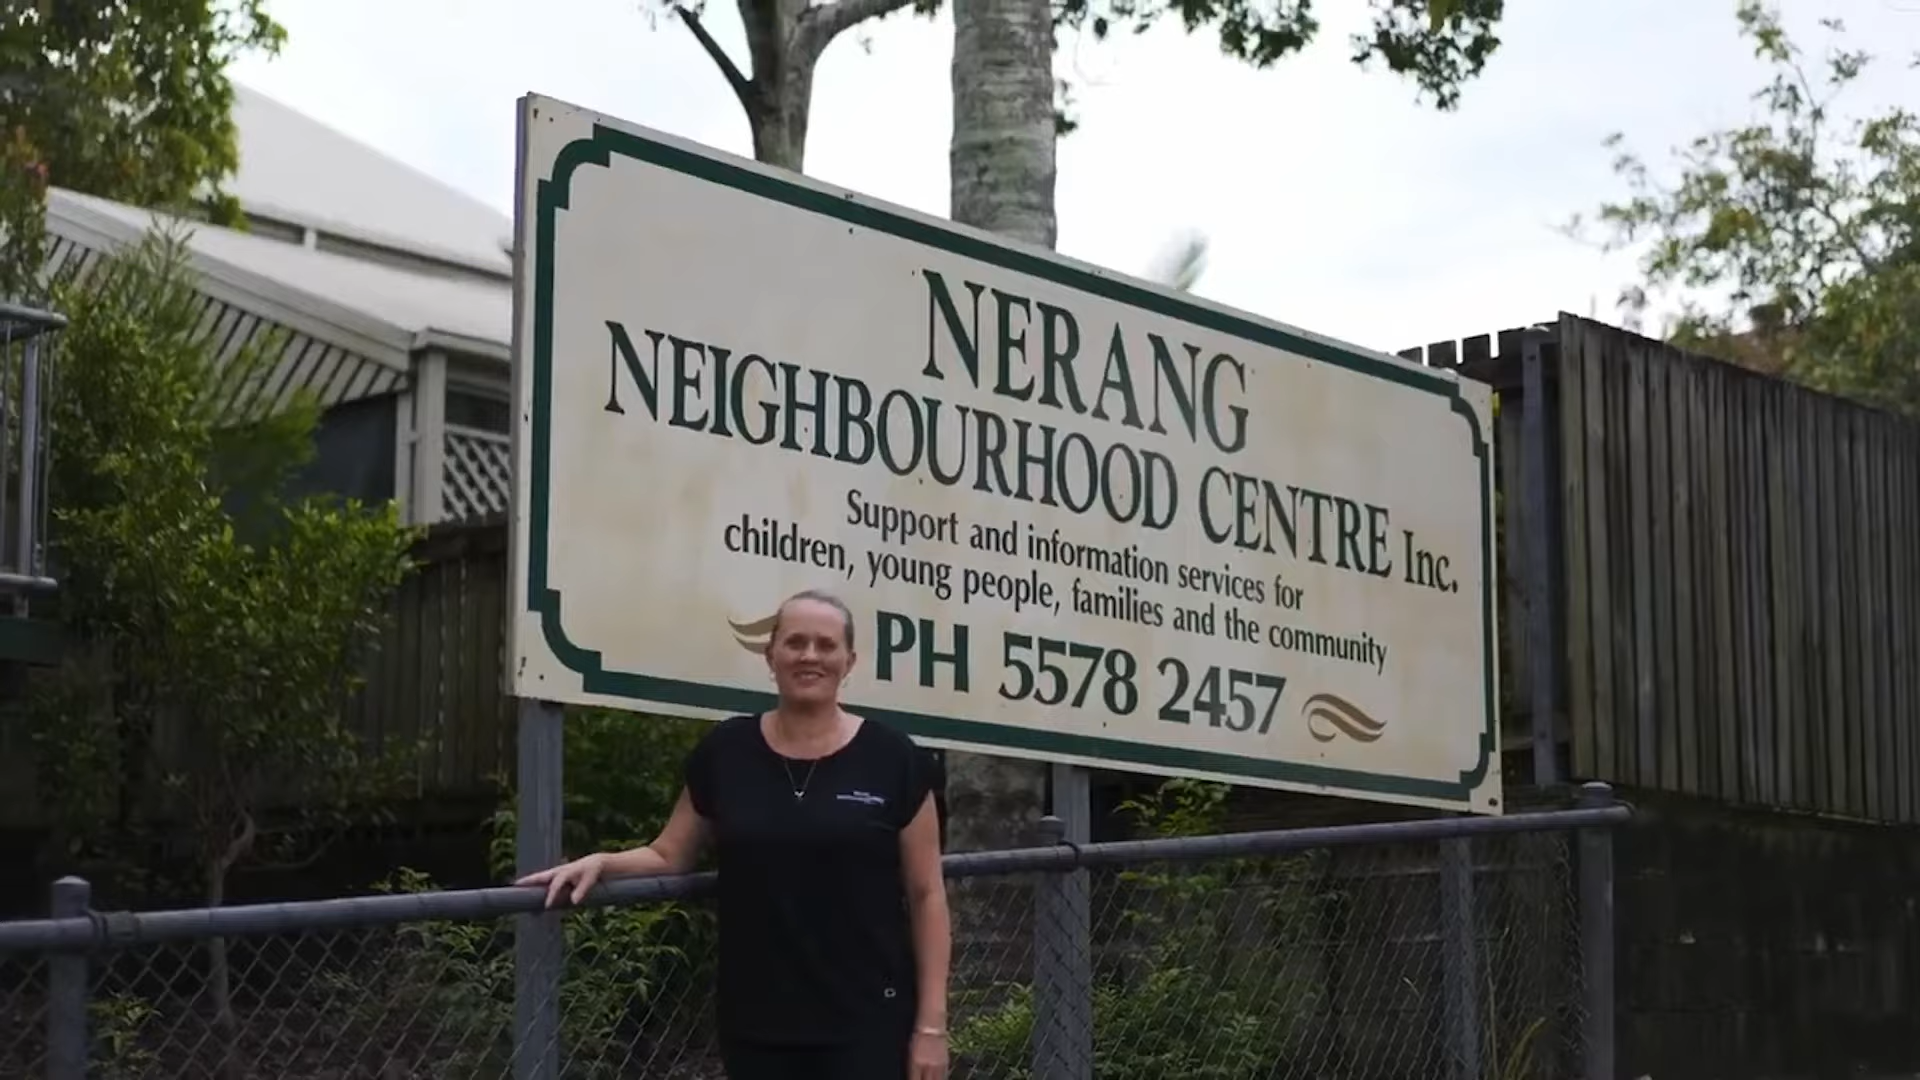 NERANG
NEIGHBOURHOOD CENTRE Inc.
Support and information services for
children, young people, families and the community
PH 5578 2457